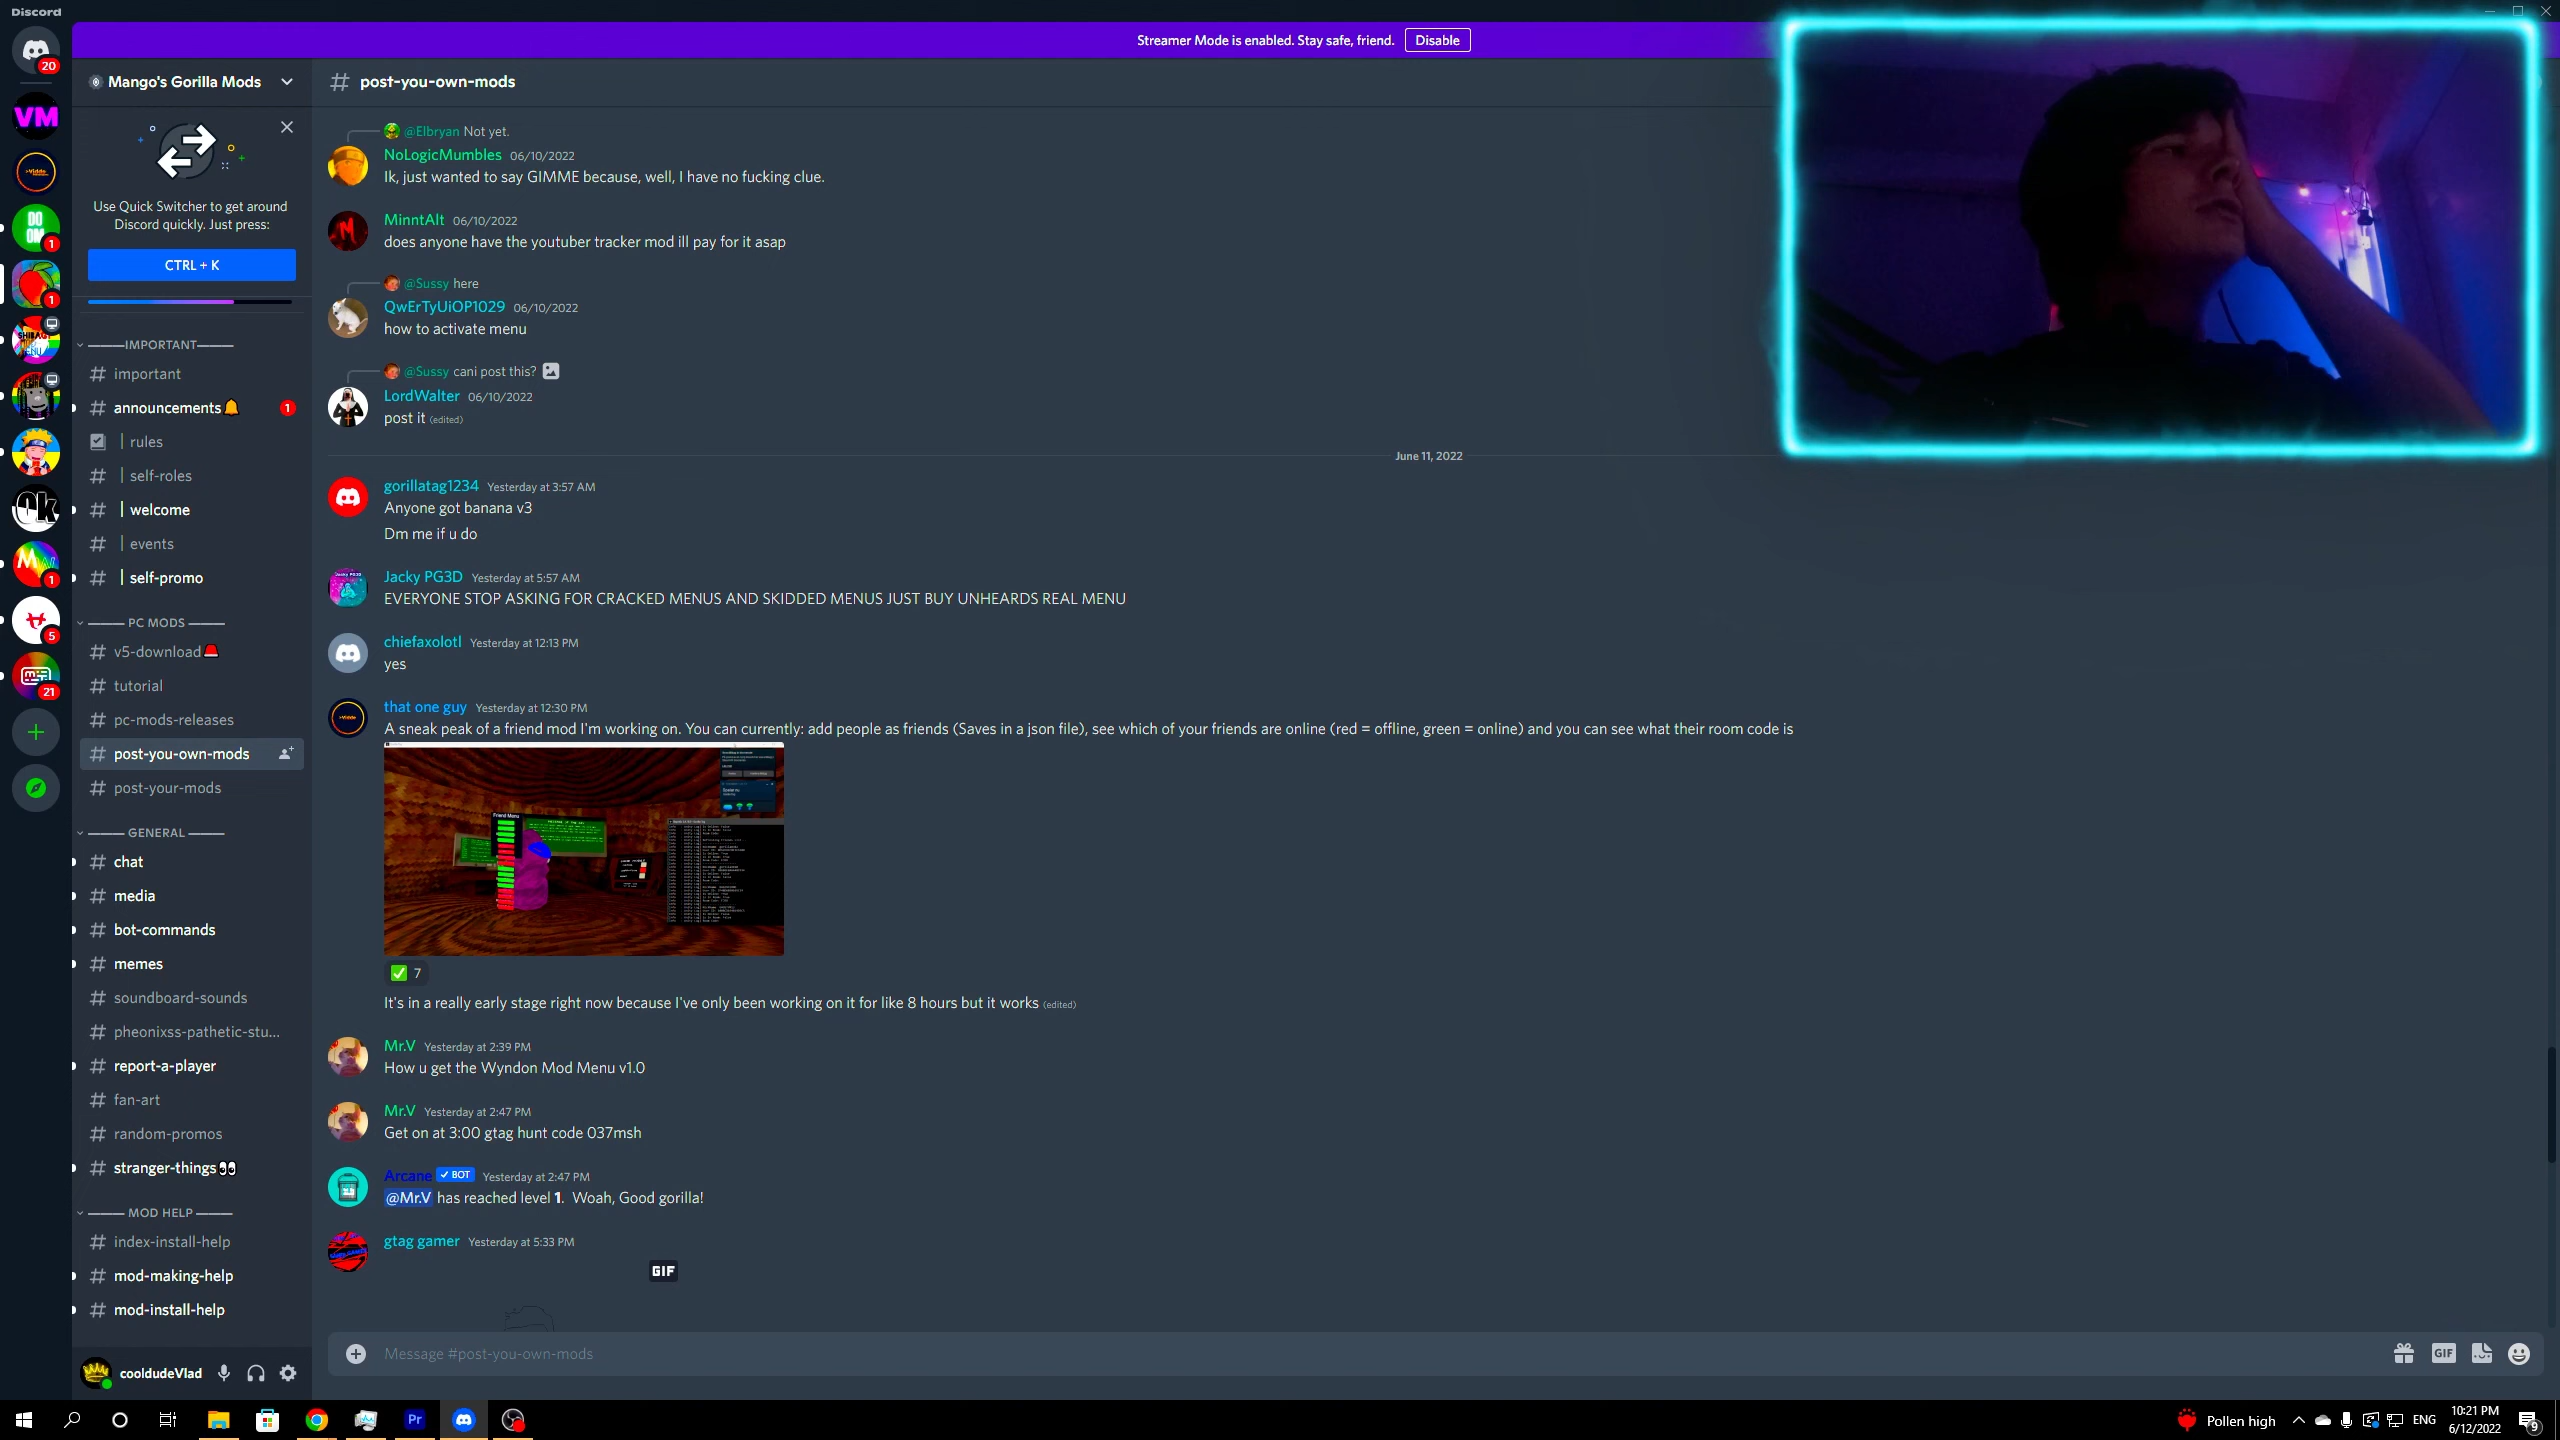 Discord
Streamer Mode is enabled. Stay safe, friend. Disable
20
VM
>Viddo
DO
OM
1
1
5
21
Mango's Gorilla Mods
Use Quick Switcher to get around
Discord quickly. Just press:
CTRL + K
———IMPORTANT———
important
announcements 1
| rules
| self-roles
| welcome
| events
| self-promo
——— PC MODS ———
v5-download
tutorial
pc-mods-releases
post-you-own-mods
post-your-mods
——— GENERAL ———
chat
media
bot-commands
memes
soundboard-sounds
pheonixss-pathetic-stu...
report-a-player
fan-art
random-promos
stranger-things
——— MOD HELP ———
index-install-help
mod-making-help
mod-install-help
cooldudeVlad
# post-you-own-mods
@Elbryan Not yet.
NoLogicMumbles 06/10/2022
Ik, just wanted to say GIMME because, well, I have no fucking clue.
MinntAlt 06/10/2022
does anyone have the youtuber tracker mod ill pay for it asap
@Sussy here
QwErTyUiOP1029 06/10/2022
how to activate menu
@Sussy cani post this?
LordWalter 06/10/2022
post it (edited)
June 11, 2022
gorillatag1234 Yesterday at 3:57 AM
Anyone got banana v3
Dm me if u do
Jacky PG3D Yesterday at 5:57 AM
EVERYONE STOP ASKING FOR CRACKED MENUS AND SKIDDED MENUS JUST BUY UNHEARDS REAL MENU
chiefaxolotl Yesterday at 12:13 PM
yes
that one guy Yesterday at 12:30 PM
A sneak peak of a friend mod I'm working on. You can currently: add people as friends (Saves in a json file), see which of your friends are online (red = offline, green = online) and you can see what their room code is
Friend Menu
7
It's in a really early stage right now because I've only been working on it for like 8 hours but it works (edited)
Mr.V Yesterday at 2:39 PM
How u get the Wyndon Mod Menu v1.0
Mr.V Yesterday at 2:47 PM
Get on at 3:00 gtag hunt code 037msh
Arcane BOT Yesterday at 2:47 PM
@Mr.V has reached level 1. Woah, Good gorilla!
gtag gamer Yesterday at 5:33 PM
GIF
Message #post-you-own-mods
GIF
Pr
Pollen high
ENG
10:21 PM
6/12/2022
9